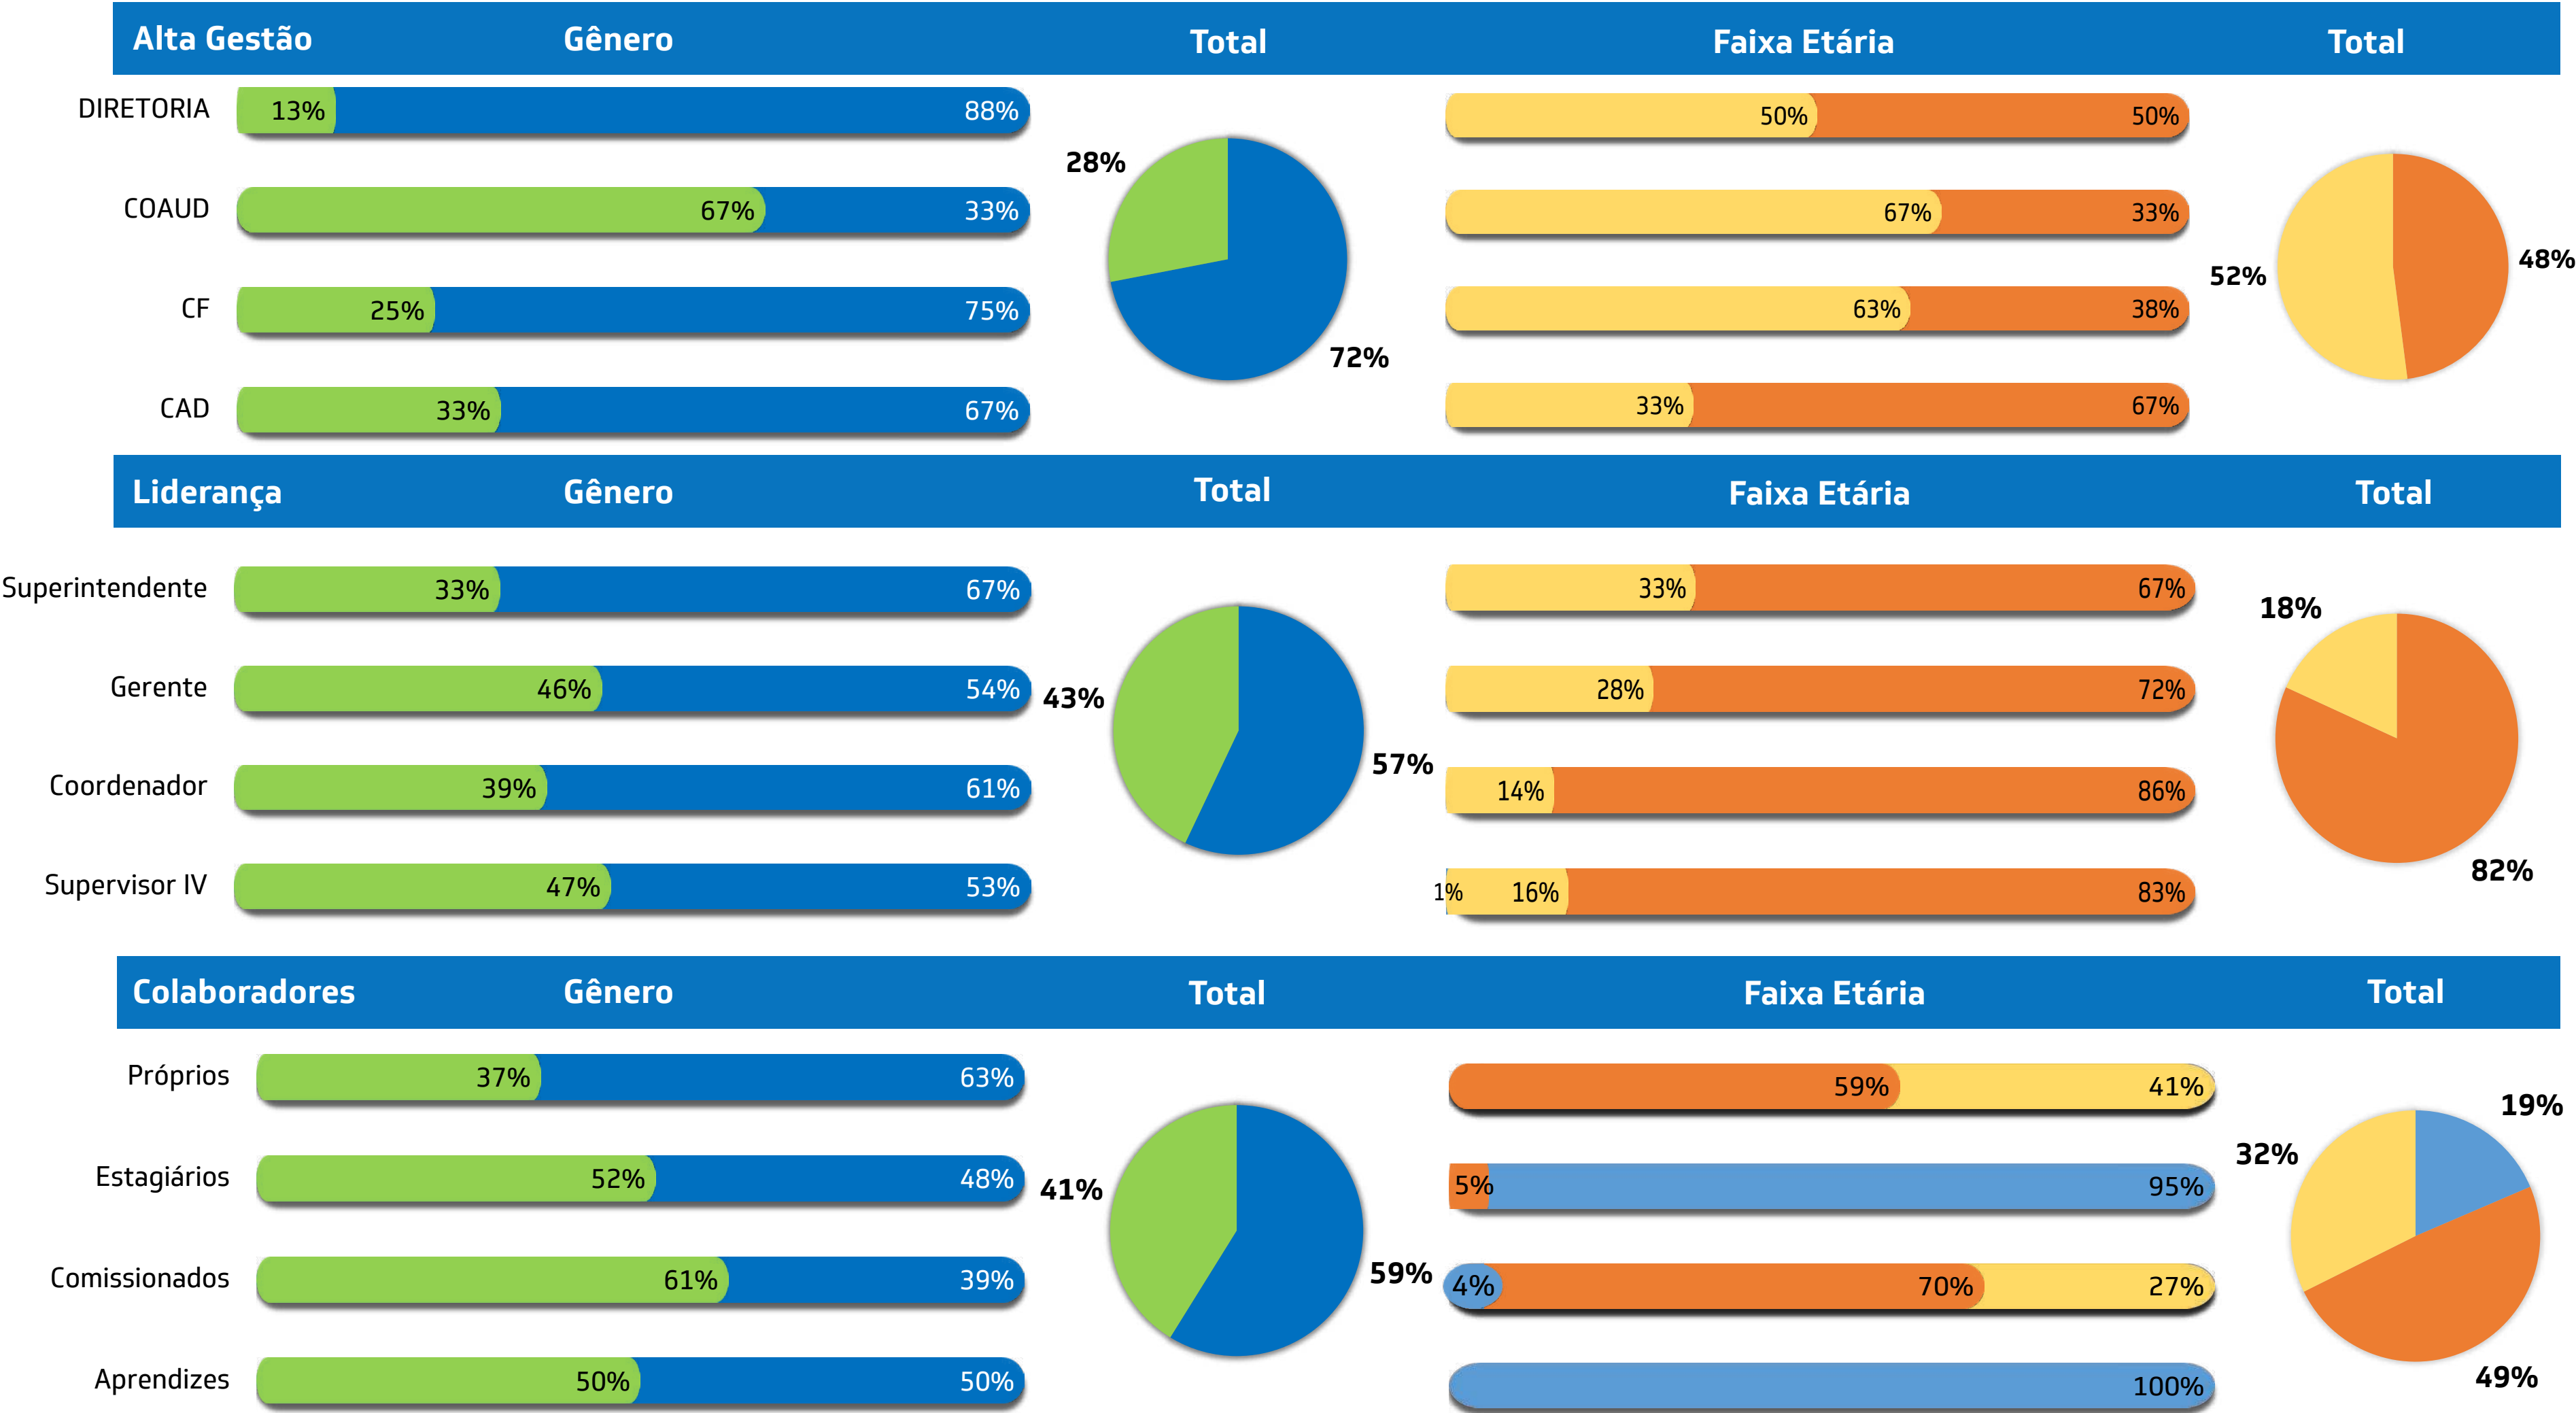 Alta Gestão Gênero Total Faixa Etária Total
DIRETORIA 13% 88% 50% 50%
28%
COAUD 67% 33% 67% 33%
52% 48%
CF 25% 75% 63% 38%
72%
CAD 33% 67% 33% 67%
Liderança Gênero Total Faixa Etária Total
Superintendente 33% 67% 33% 67%
18%
Gerente 46% 54% 43% 28% 72%
57%
Coordenador 39% 61% 14% 86%
82%
Supervisor IV 47% 53% 1% 16% 83%
Colaboradores Gênero Total Faixa Etária Total
Próprios 37% 63% 59% 41%
19%
32%
Estagiários 52% 48% 41% 5% 95%
Comissionados 61% 39% 59% 4% 70% 27%
Aprendizes 50% 50% 100% 49%